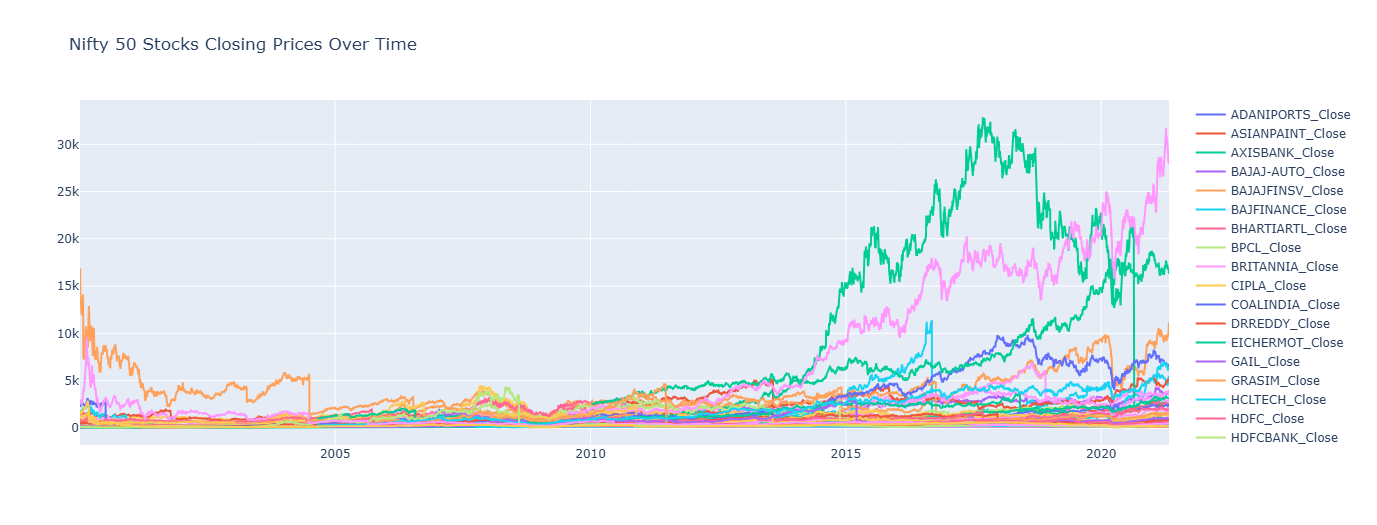 Nifty 50 Stocks Closing Prices Over Time
30k
25k
20k
15k
10k
5k
0
2005
2010
2015
2020
ADANIPORTS_Close
ASIANPAINT_Close
AXISBANK_Close
BAJAJ-AUTO_Close
BAJAJFINSV_Close
BAJFINANCE_Close
BHARTIARTL_Close
BPCL_Close
BRITANNIA_Close
CIPLA_Close
COALINDIA_Close
DRREDDY_Close
EICHERMOT_Close
GAIL_Close
GRASIM_Close
HCLTECH_Close
HDFC_Close
HDFCBANK_Close